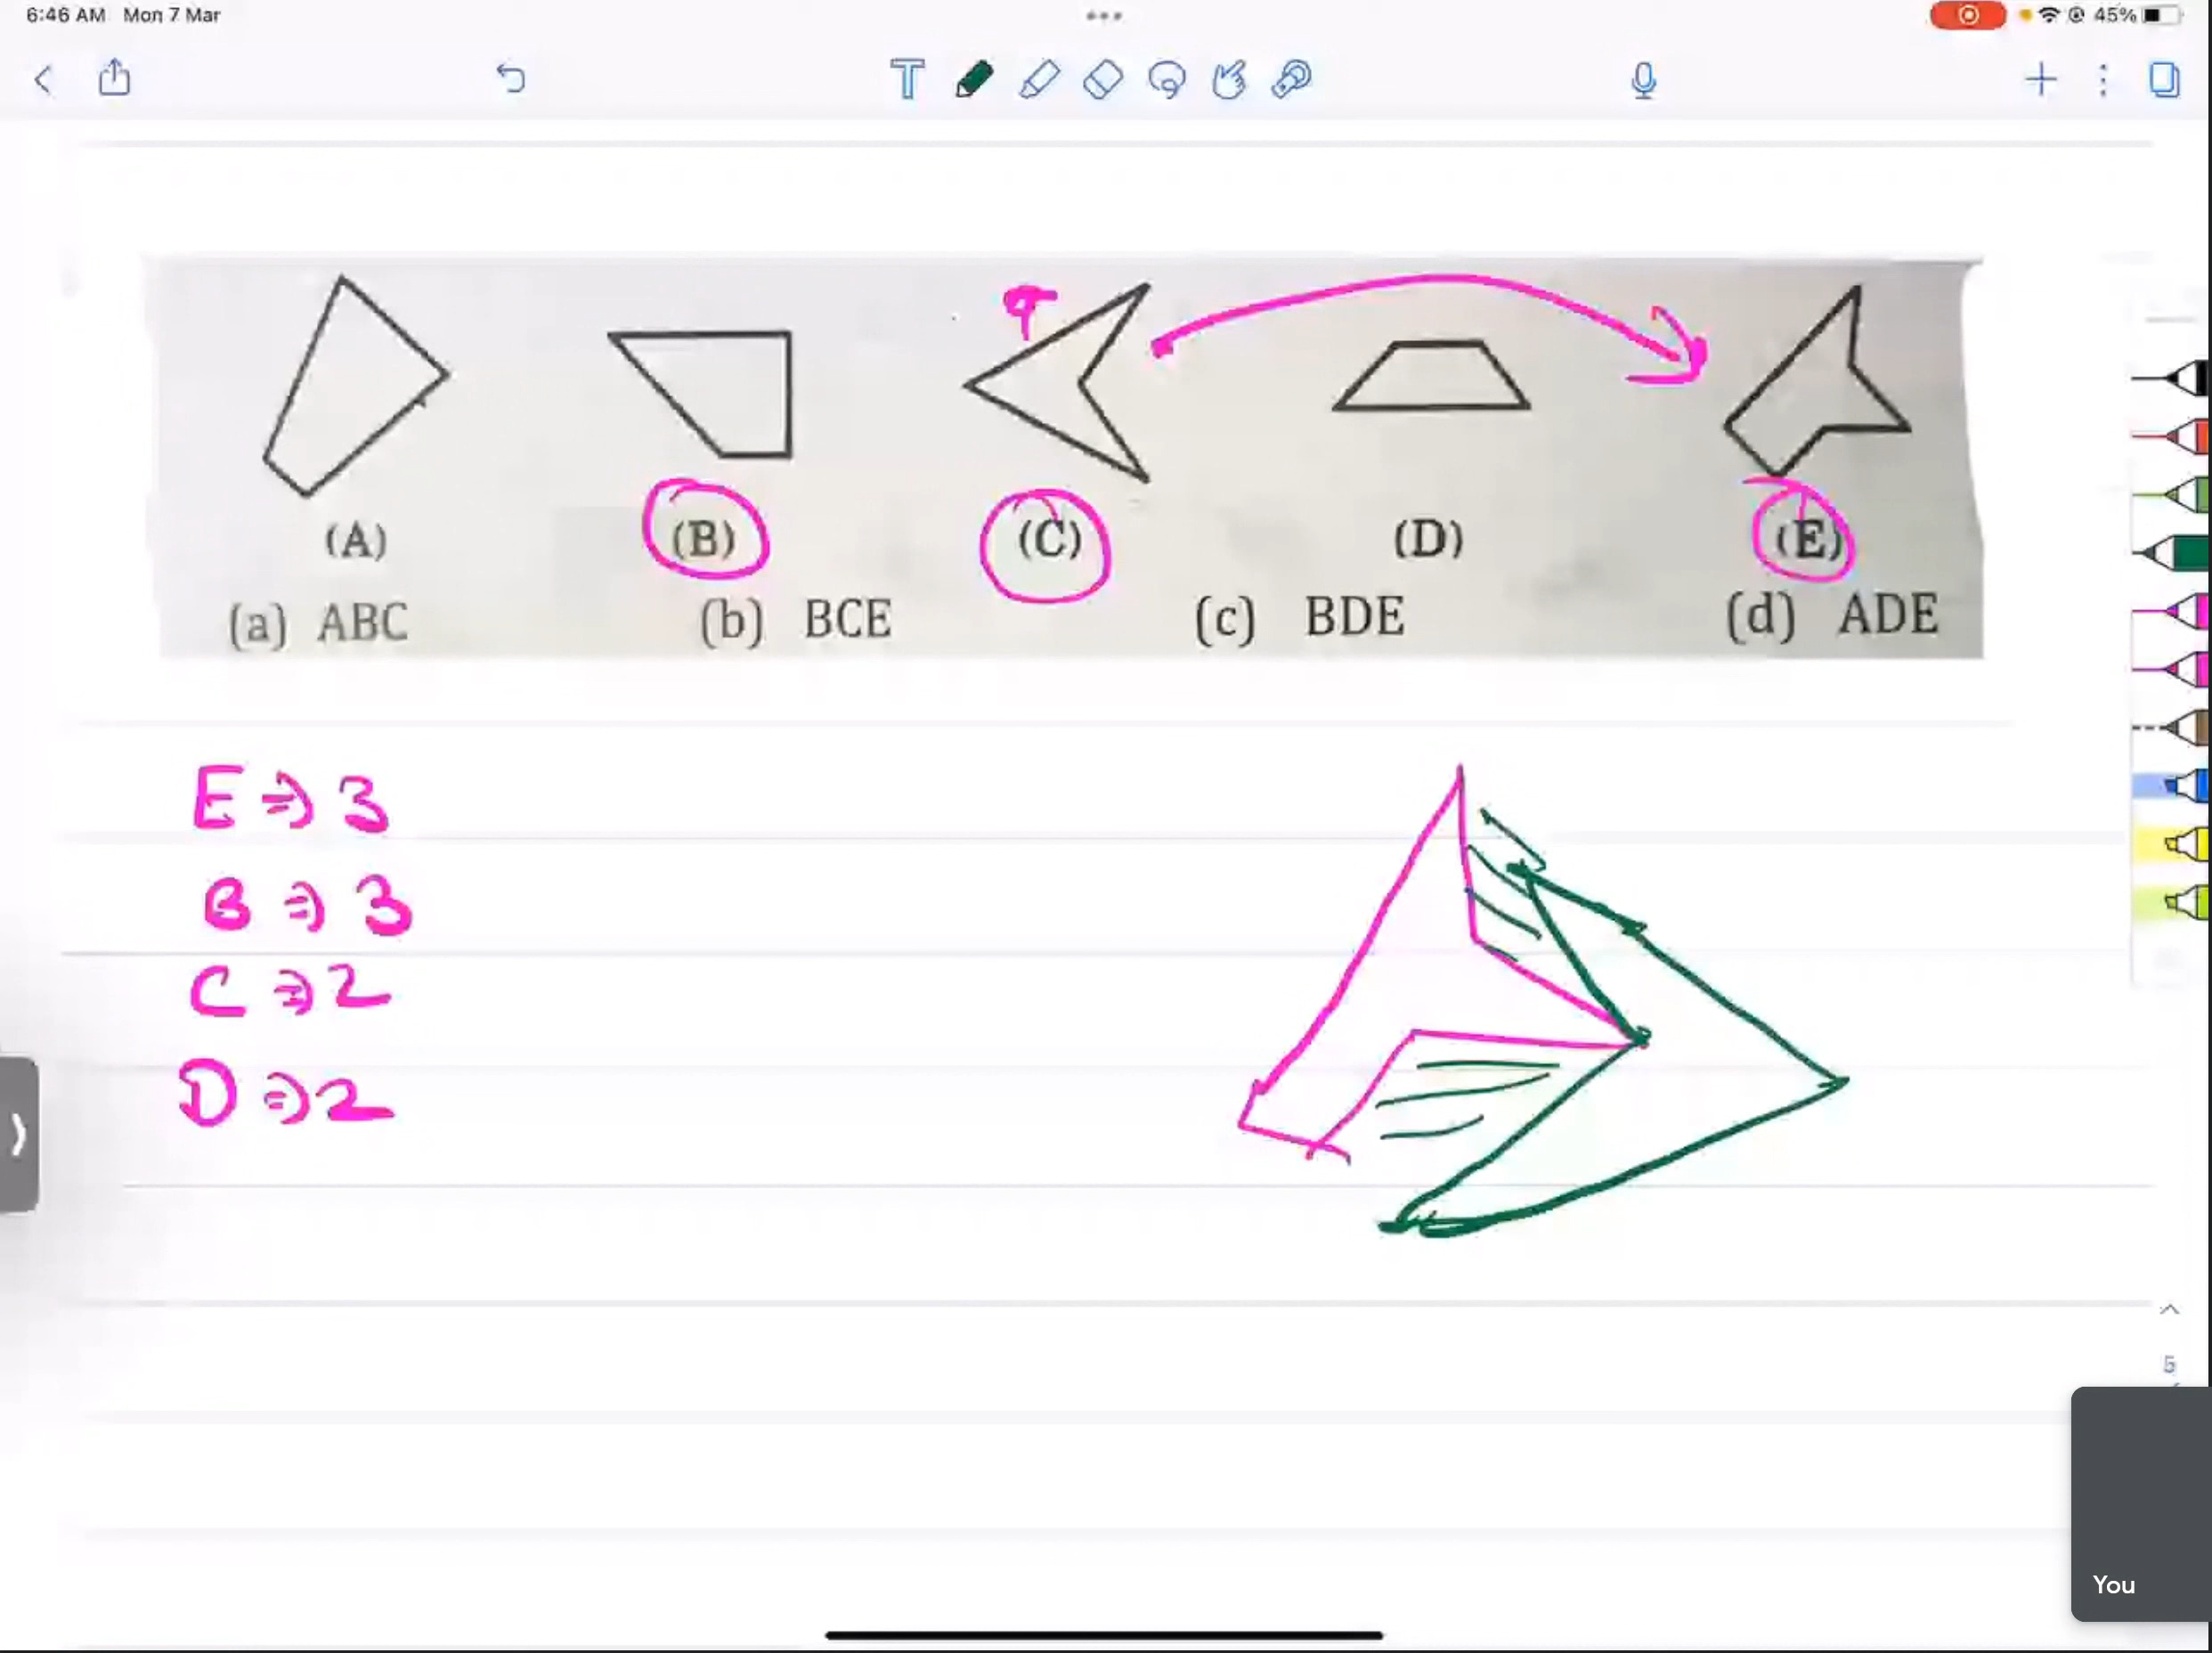 6:46 AM Mon 7 Mar
45%
(A) (B) (C) (D) (E)
(a) ABC (b) BCE (c) BDE (d) ADE
E ⇒ 3
B ⇒ 3
C ⇒ 2
D ⇒ 2
5
You